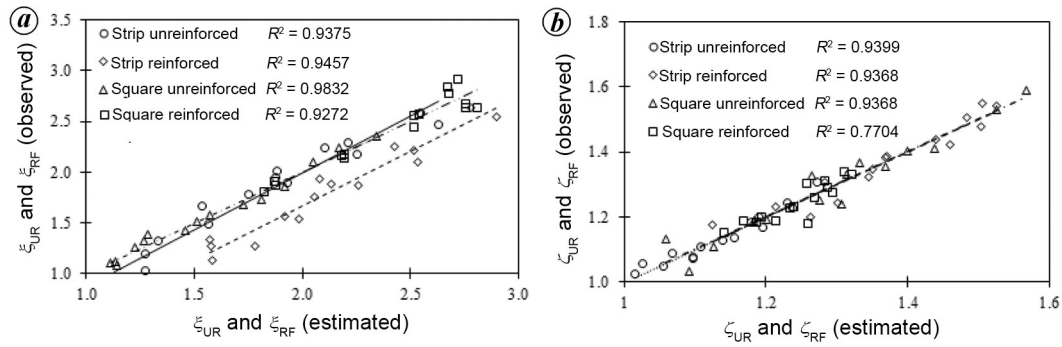 a
3.5
3.0
2.5
2.0
1.5
1.0
ξUR and ξRF (observed)
Strip unreinforced R² = 0.9375
Strip reinforced R² = 0.9457
Square unreinforced R² = 0.9832
Square reinforced R² = 0.9272
1.0 1.5 2.0 2.5 3.0
ξUR and ξRF (estimated)
b
1.8
1.6
1.4
1.2
1.0
ζUR and ζRF (observed)
Strip unreinforced R² = 0.9399
Strip reinforced R² = 0.9368
Square unreinforced R² = 0.9368
Square reinforced R² = 0.7704
1 1.2 1.4 1.6
ζUR and ζRF (estimated)